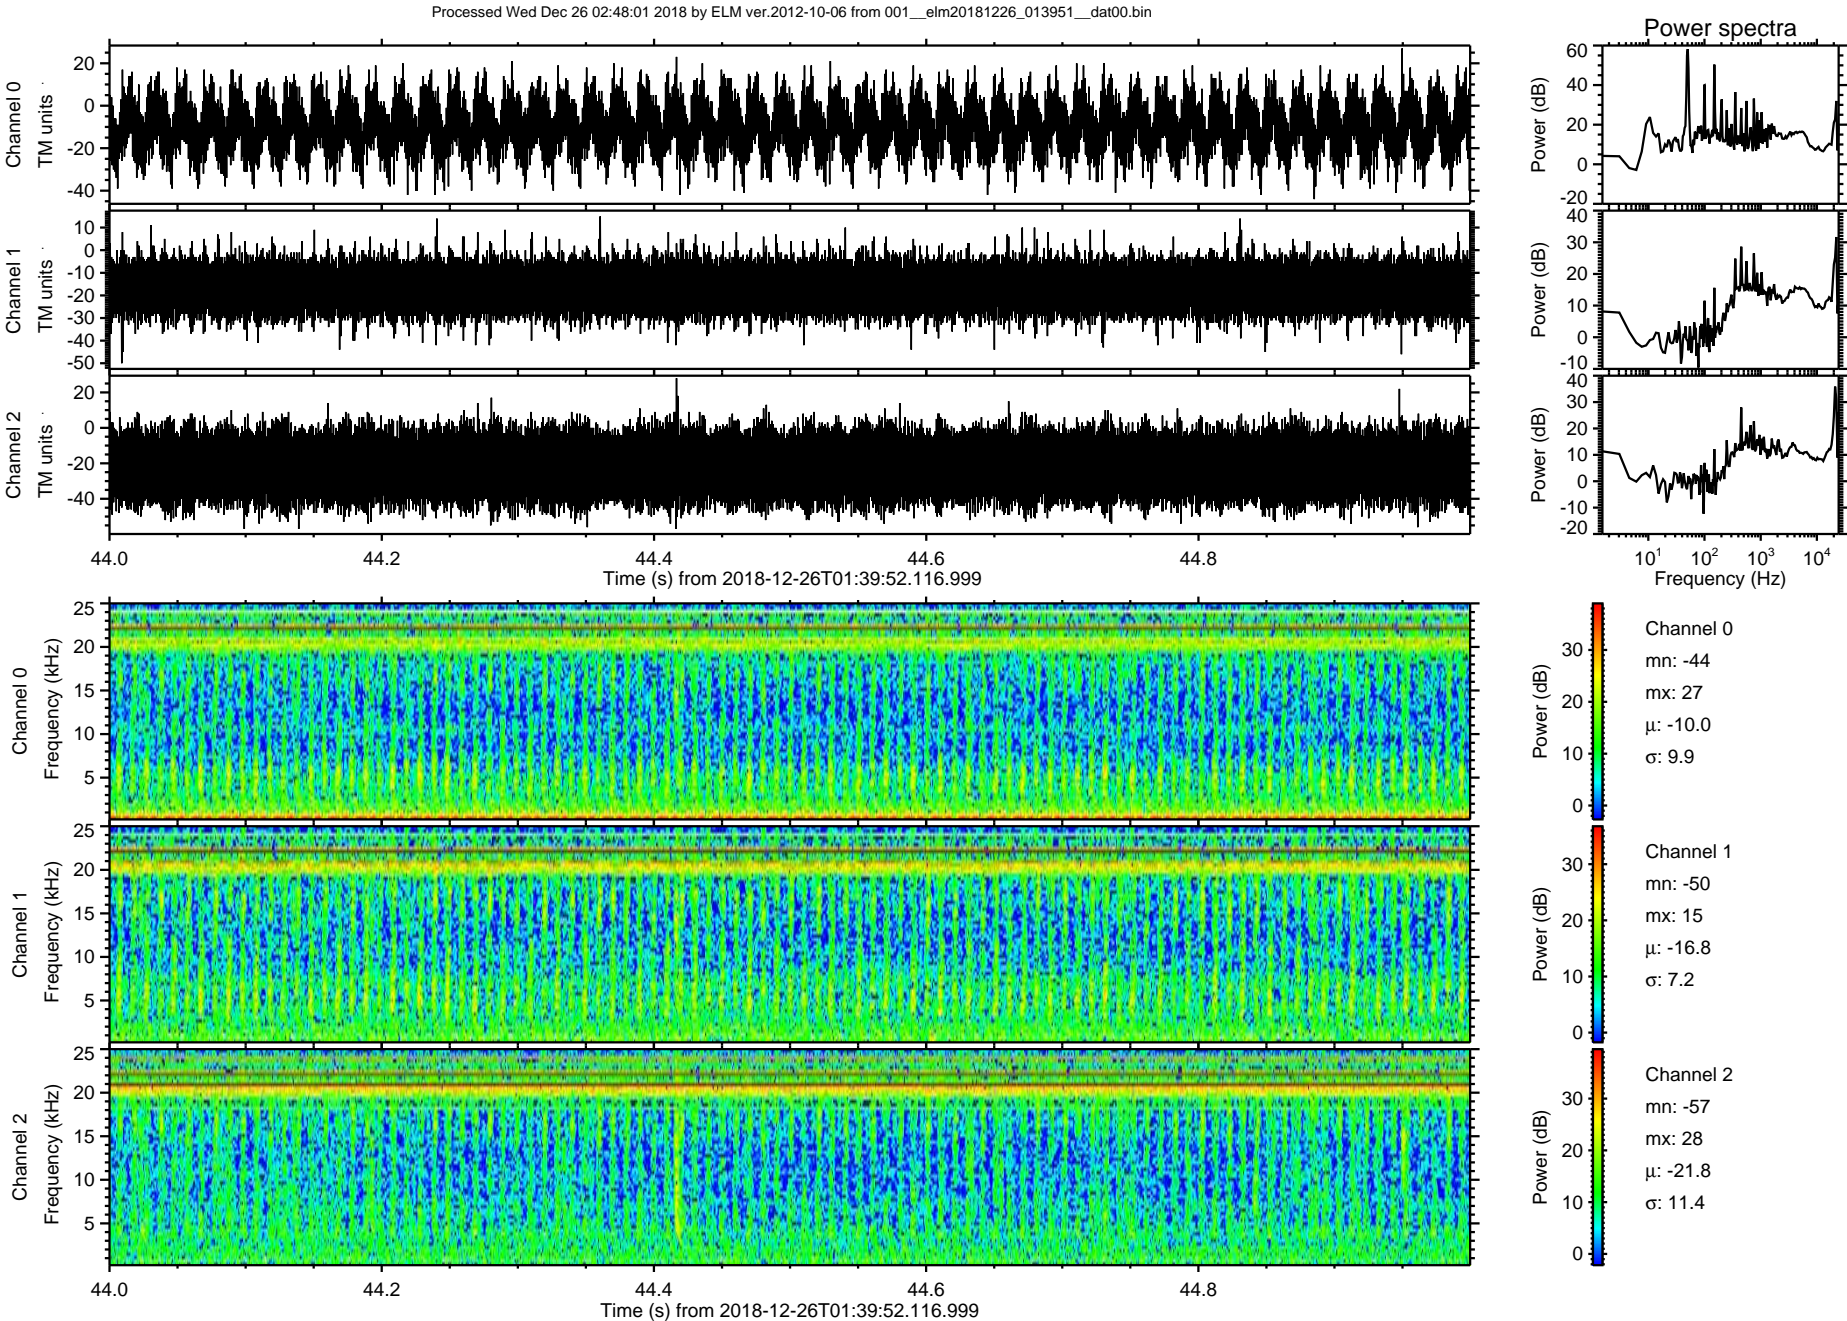 Processed Wed Dec 26 02:48:01 2018 by ELM ver.2012-10-06 from 001__elm20181226_013951__dat00.bin
Power spectra
Channel 0
TM units
20
0
-20
-40
Power (dB)
60
40
20
0
-20
Channel 1
TM units
10
0
-10
-20
-30
-40
-50
Power (dB)
40
30
20
10
0
-10
Channel 2
TM units
20
0
-20
-40
Power (dB)
40
30
20
10
0
-10
-20
44.0 44.2 44.4 44.6 44.8
Time (s) from 2018-12-26T01:39:52.116.999
10¹ 10² 10³ 10⁴
Frequency (Hz)
Channel 0
Frequency (kHz)
25
20
15
10
5
Power (dB)
30
20
10
0
Channel 0
mn: -44
mx: 27
μ: -10.0
σ: 9.9
Channel 1
Frequency (kHz)
25
20
15
10
5
Power (dB)
30
20
10
0
Channel 1
mn: -50
mx: 15
μ: -16.8
σ: 7.2
Channel 2
Frequency (kHz)
25
20
15
10
5
Power (dB)
30
20
10
0
Channel 2
mn: -57
mx: 28
μ: -21.8
σ: 11.4
44.0 44.2 44.4 44.6 44.8
Time (s) from 2018-12-26T01:39:52.116.999